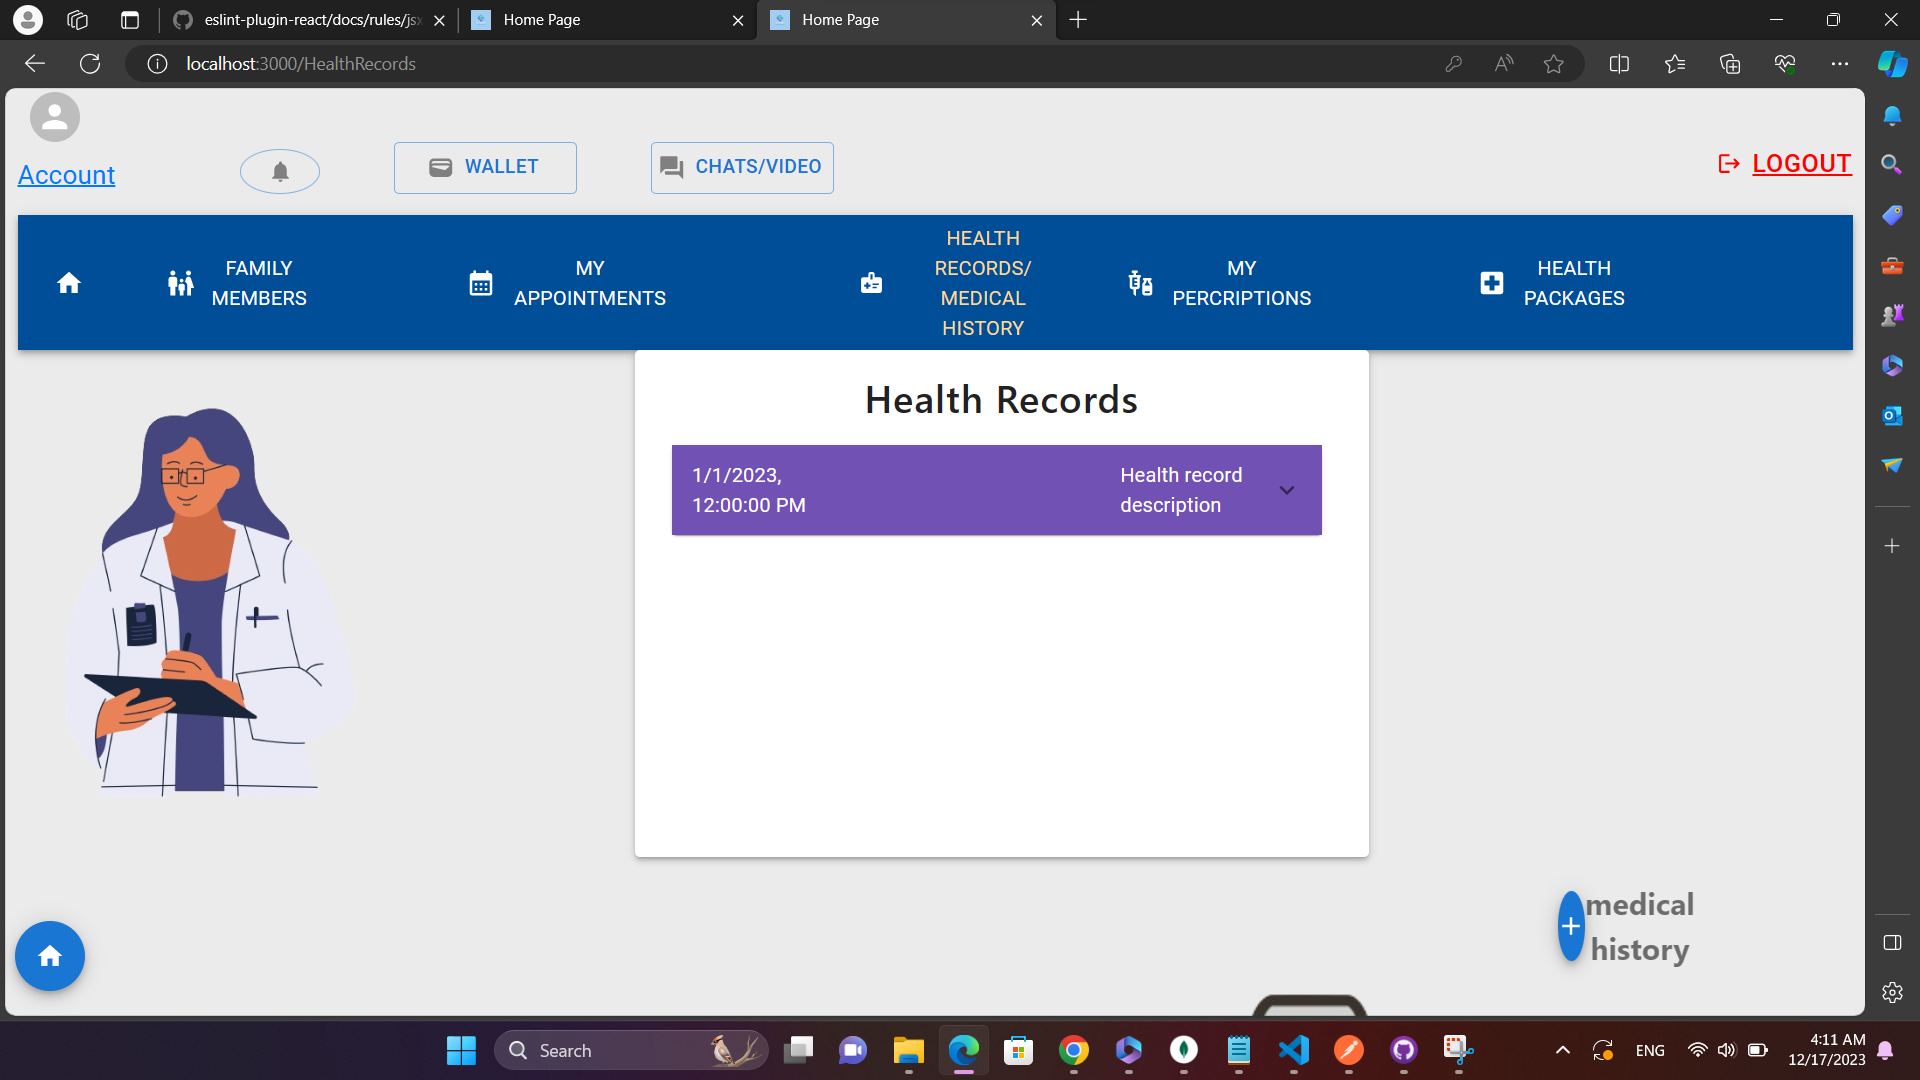 eslint-plugin-react/docs/rules/jsx
Home Page
Home Page
localhost:3000/HealthRecords
Account
WALLET
CHATS/VIDEO
LOGOUT
FAMILY
MEMBERS
MY
APPOINTMENTS
HEALTH
RECORDS/
MEDICAL
HISTORY
MY
PERCRIPTIONS
HEALTH
PACKAGES
Health Records
1/1/2023,
12:00:00 PM
Health record
description
medical
history
Search
ENG
4:11 AM
12/17/2023